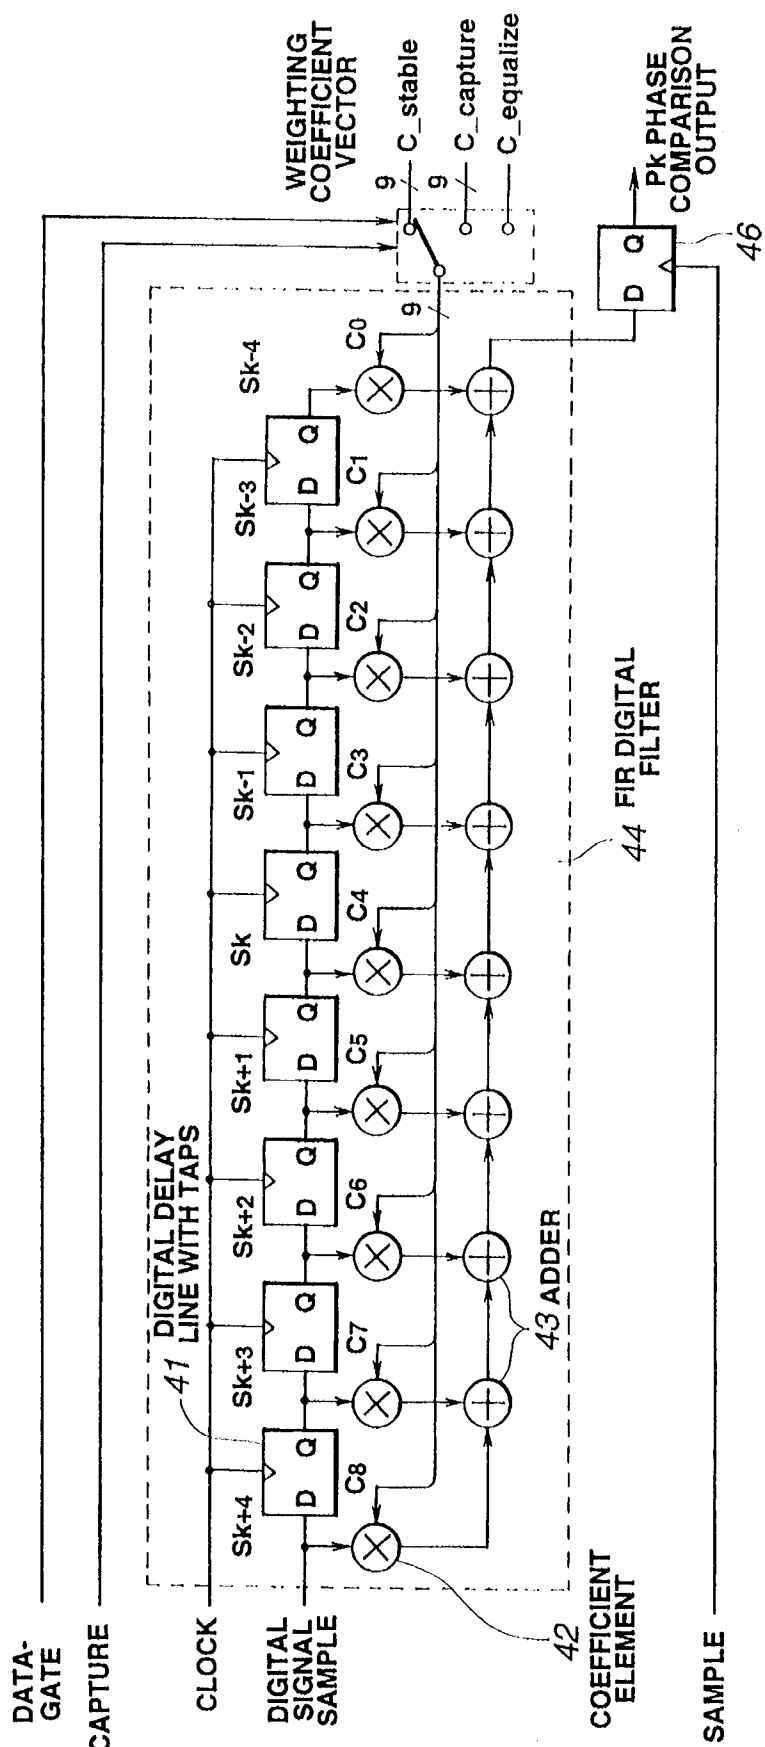 DATA-
GATE
CAPTURE
CLOCK
DIGITAL
SIGNAL
SAMPLE
SAMPLE
41 DIGITAL DELAY
LINE WITH TAPS
Sk+4
Sk+3
Sk+2
Sk+1
Sk
Sk-1
Sk-2
Sk-3
Sk-4
D Q
D Q
D Q
D Q
D Q
D Q
D Q
D Q
C8
C7
C6
C5
C4
C3
C2
C1
C0
9
WEIGHTING
COEFFICIENT
VECTOR
9 C_stable
9 C_capture
C_equalize
42
COEFFICIENT
ELEMENT
43 ADDER
44 FIR DIGITAL
FILTER
D Q
46
Pk PHASE
COMPARISON
OUTPUT